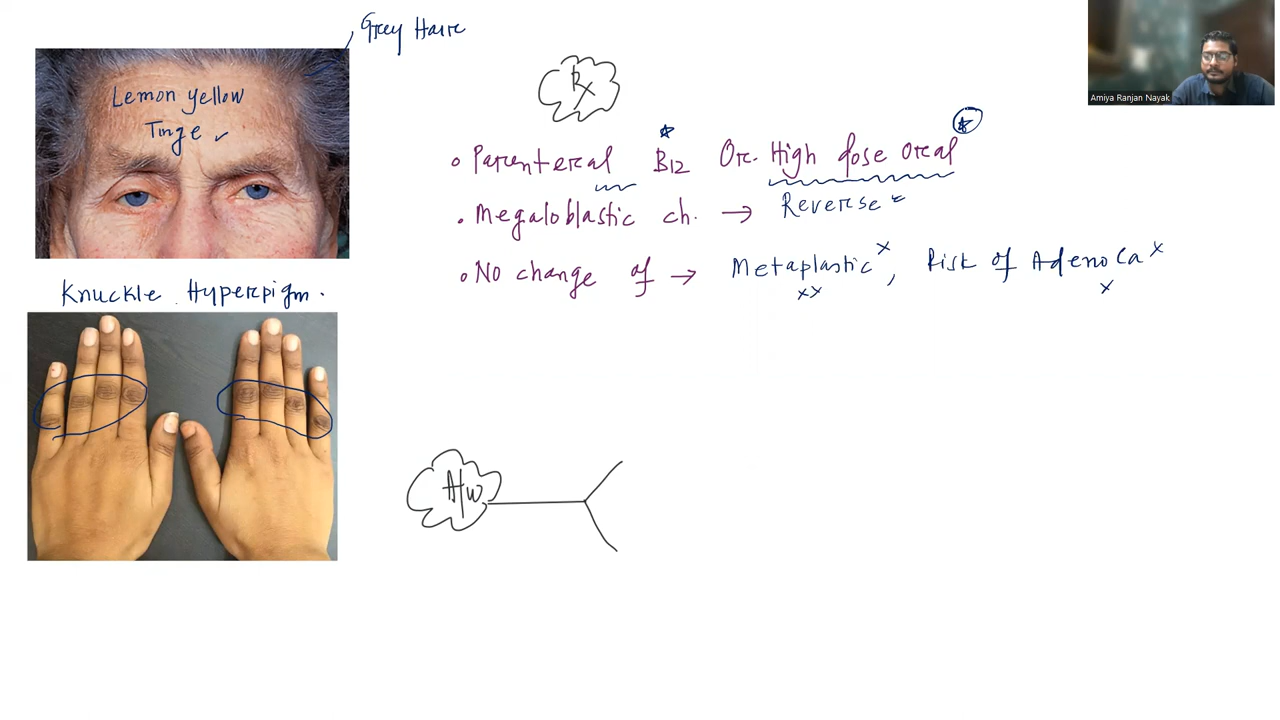 Grey Hair
Lemon yellow
Tinge ✓
Rx
Amiya Ranjan Nayak
• Parenteral B12 Or. High dose oral
• Megaloblastic ch. → Reverse
• No change of → Metaplastic x, Risk of AdenoCa x
xx x
Knuckle Hyperpigm.
A/w